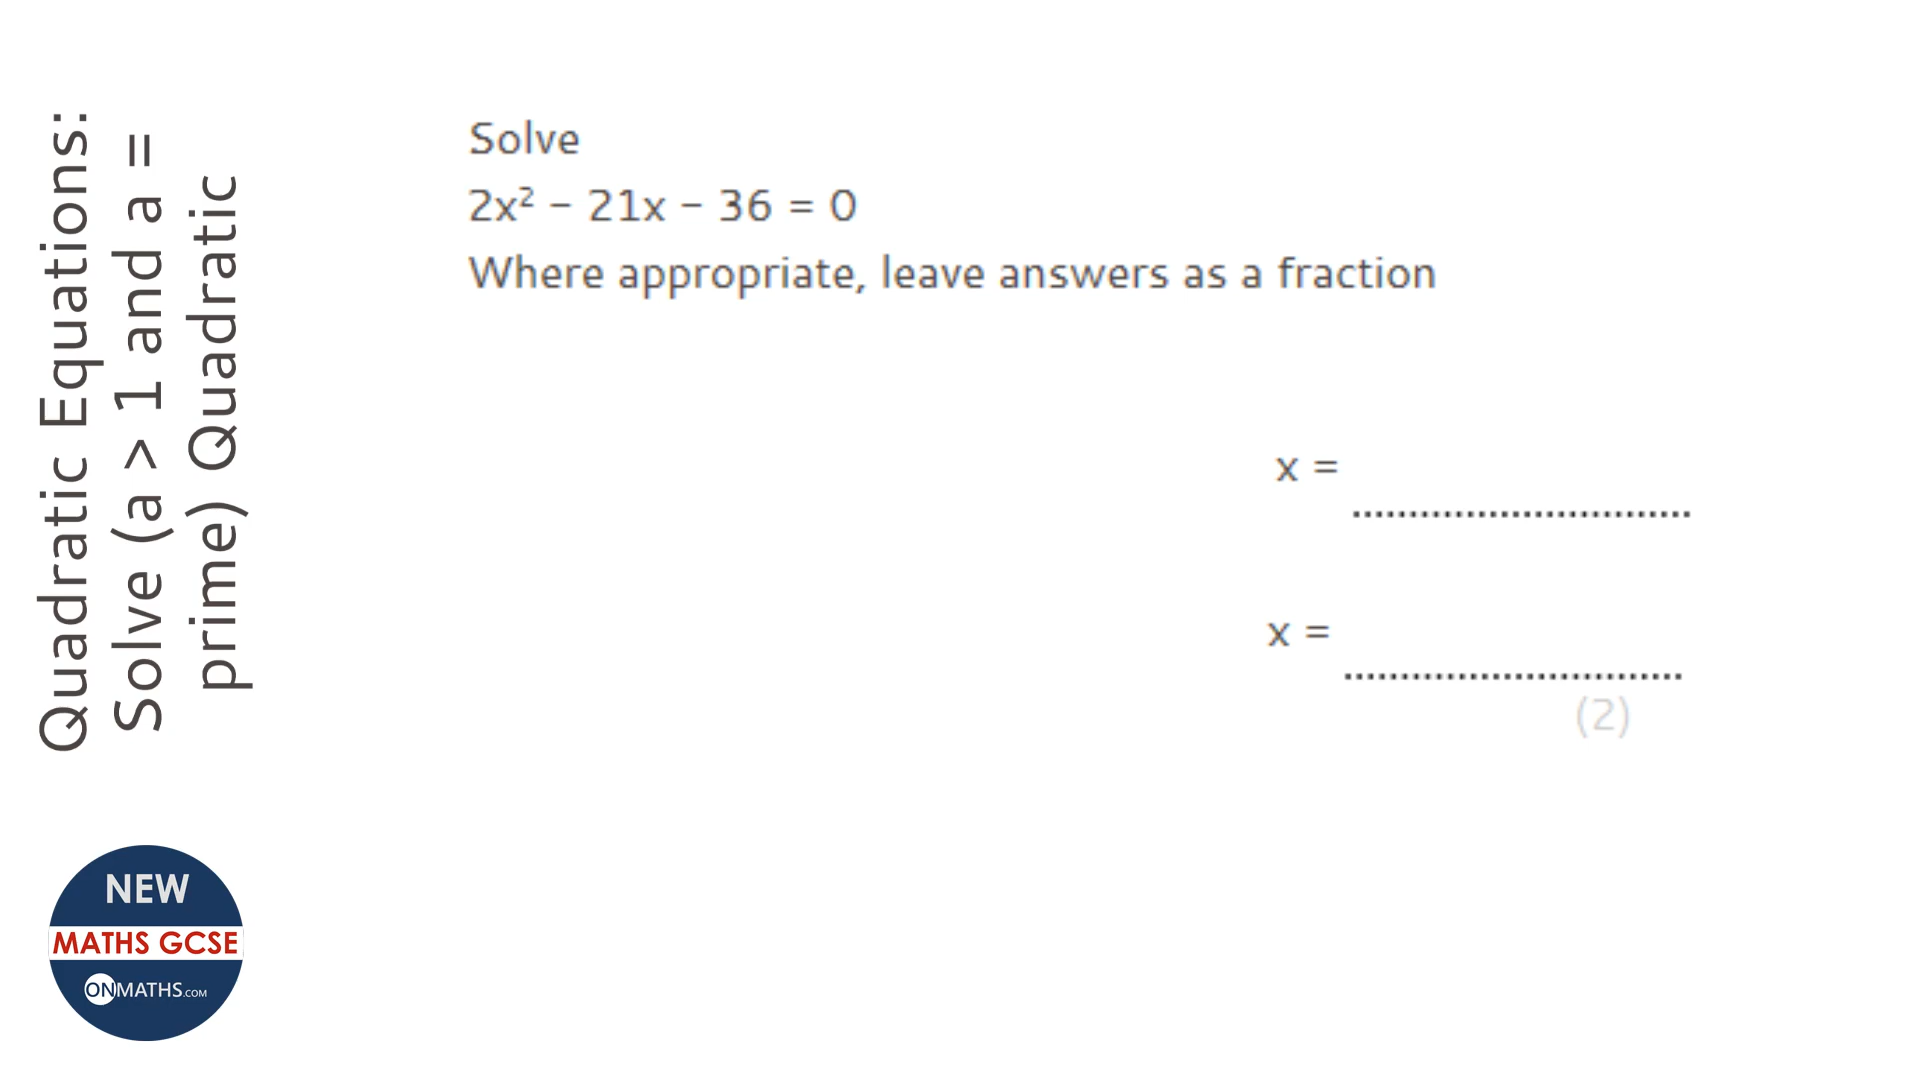 Quadratic Equations:
Solve (a > 1 and a =
prime) Quadratic
Solve
2x² - 21x - 36 = 0
Where appropriate, leave answers as a fraction
x = ..............................
x = ..............................
(2)
NEW
MATHS GCSE
ONMATHS.COM